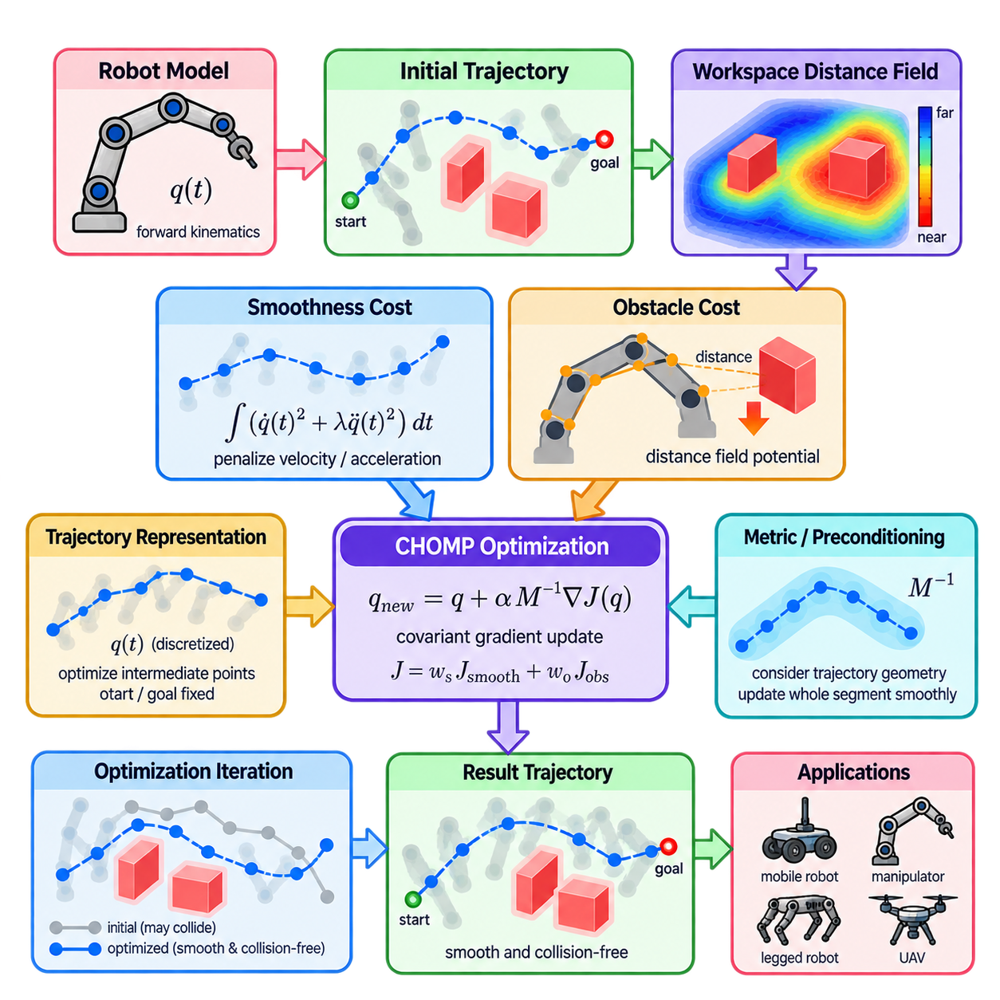 Robot Model
q(t)
forward kinematics
Initial Trajectory
start
goal
Workspace Distance Field
far
near
Smoothness Cost
∫ (q̇(t)² + λq̈(t)²) dt
penalize velocity / acceleration
Obstacle Cost
distance
distance field potential
Trajectory Representation
q(t) (discretized)
optimize intermediate points
otart / goal fixed
CHOMP Optimization
q_new = q + α M⁻¹∇J(q)
covariant gradient update
J = w_s J_smooth + w_o J_obs
Metric / Preconditioning
M⁻¹
consider trajectory geometry
update whole segment smoothly
Optimization Iteration
initial (may collide)
optimized (smooth & collision-free)
Result Trajectory
start
goal
smooth and collision-free
Applications
mobile robot
manipulator
legged robot
UAV